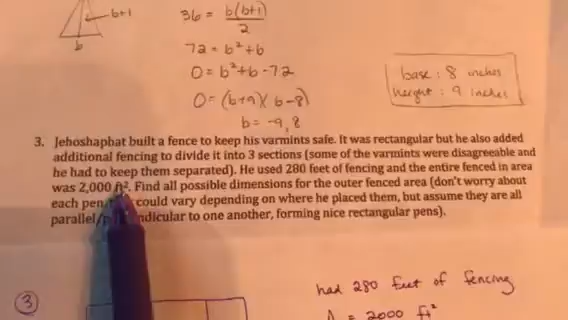 b+1
b
36 = b(b+1)/2
72 = b²+b
0 = b²+b-72
0 = (b+9)(b-8)
b = -9, 8
base: 8 inches
height: 9 inches
3. Jehoshaphat built a fence to keep his varmints safe. It was rectangular but he also added
additional fencing to divide it into 3 sections (some of the varmints were disagreeable and
he had to keep them separated). He used 280 feet of fencing and the entire fenced in area
was 2,000 ft². Find all possible dimensions for the outer fenced area (don't worry about
each pen could vary depending on where he placed them, but assume they are all
parallel/ndicular to one another, forming nice rectangular pens).
had 280 feet of fencing
3
A = 2000 ft²